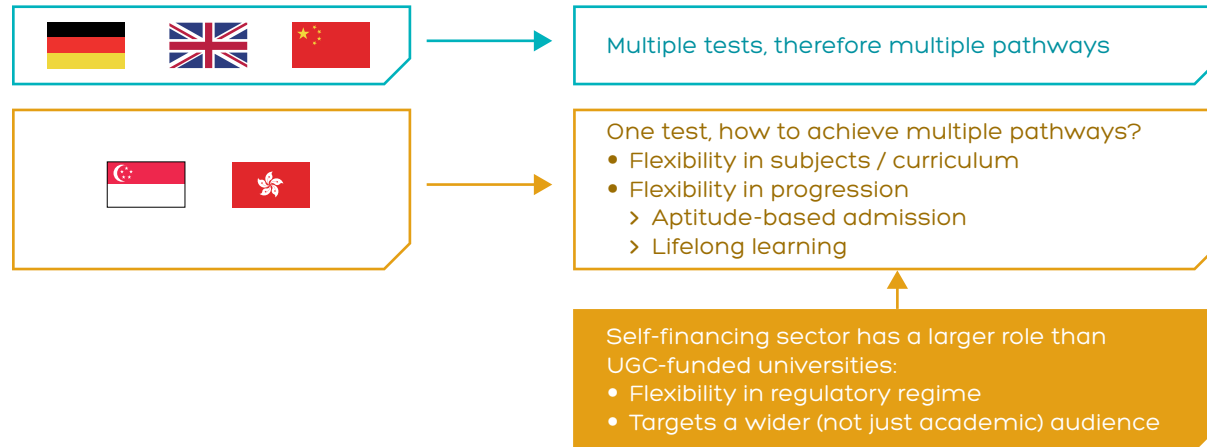 Multiple tests, therefore multiple pathways
One test, how to achieve multiple pathways?
• Flexibility in subjects / curriculum
• Flexibility in progression
> Aptitude-based admission
> Lifelong learning
Self-financing sector has a larger role than
UGC-funded universities:
• Flexibility in regulatory regime
• Targets a wider (not just academic) audience